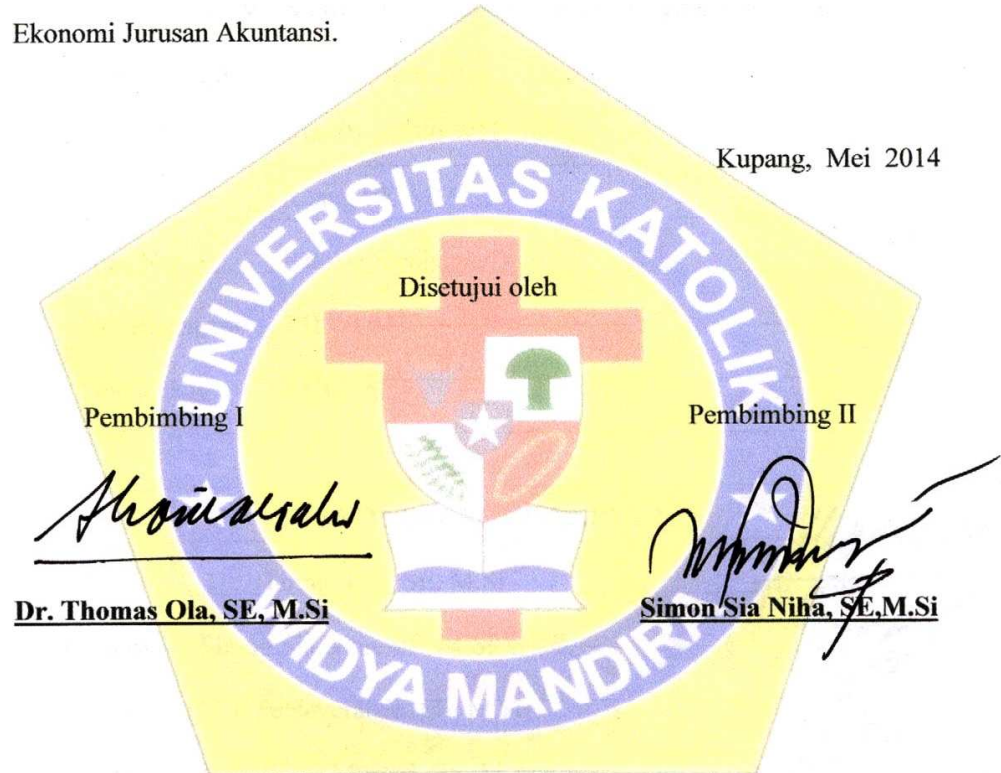 Ekonomi Jurusan Akuntansi.
Kupang, Mei 2014
UNIVERSITAS KATOLIK
Disetujui oleh
Pembimbing I
Pembimbing II
Dr. Thomas Ola, SE, M.Si
Simon Sia Niha, SE,M.Si
WIDYA MANDIRA